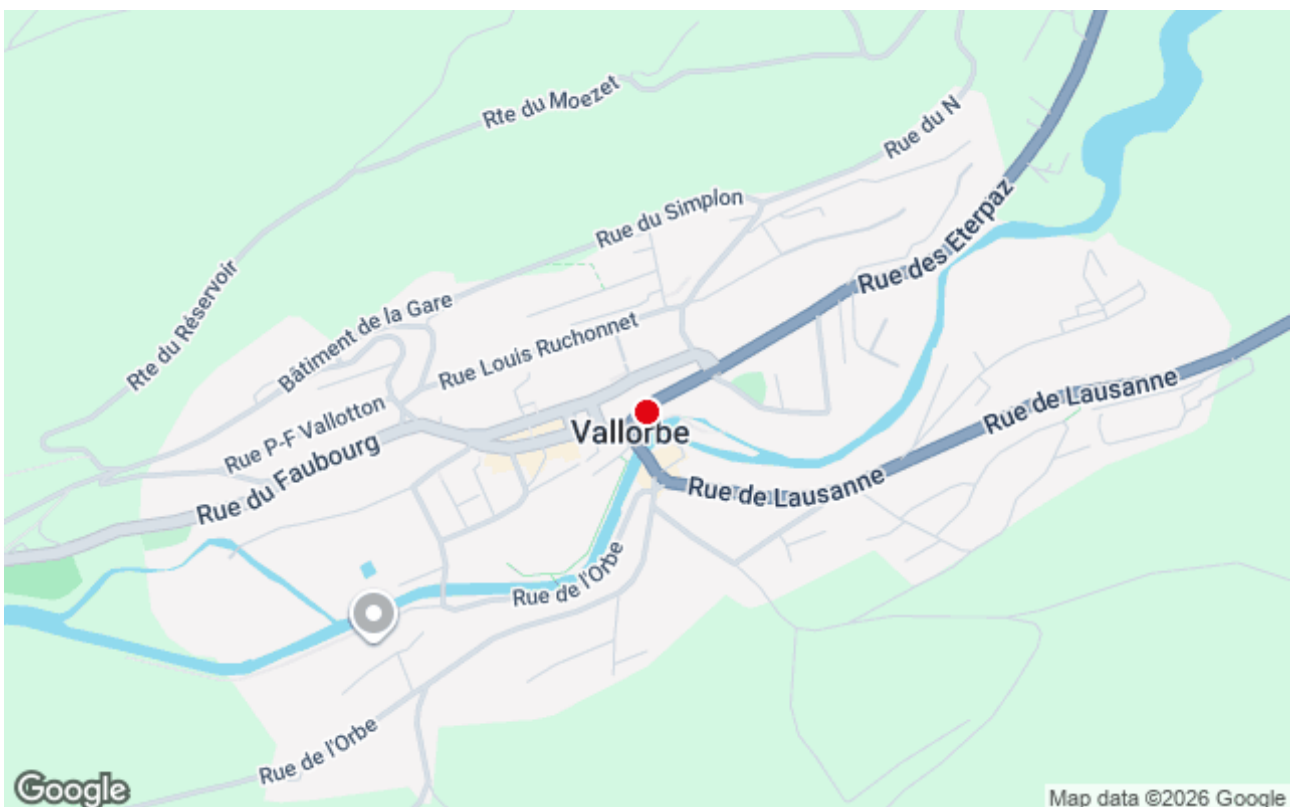 Rte du Moezet
Rue du N
Rue du Simplon
Rue des Eterpaz
Rte du Réservoir
Bâtiment de la Gare
Rue Louis Ruchonnet
Rue P-F Vallotton
Rue de Lausanne
Vallorbe
Rue du Faubourg
Rue de Lausanne
Rue de l'Orbe
Rue de l'Orbe
Google
Map data ©2026 Google